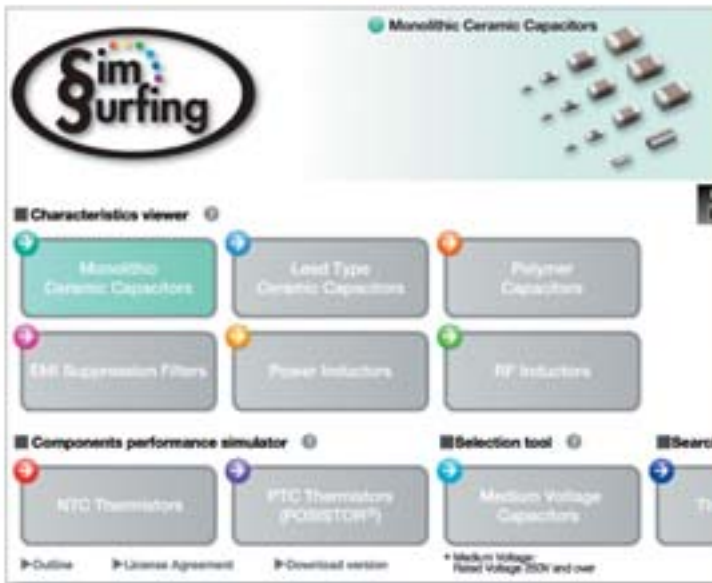 Sim
Surfing
Monolithic Ceramic Capacitors
Characteristics viewer
Monolithic
Ceramic Capacitors
Lead Type
Ceramic Capacitors
Polymer
Capacitors
EMI Suppression Filters
Power Inductors
RF Inductors
Components performance simulator
Selection tool
NTC Thermistors
PTC Thermistors
(POSISTOR®)
Medium Voltage
Capacitors
Outline
License Agreement
Download version
* Medium Voltage:
Rated Voltage 250V and over